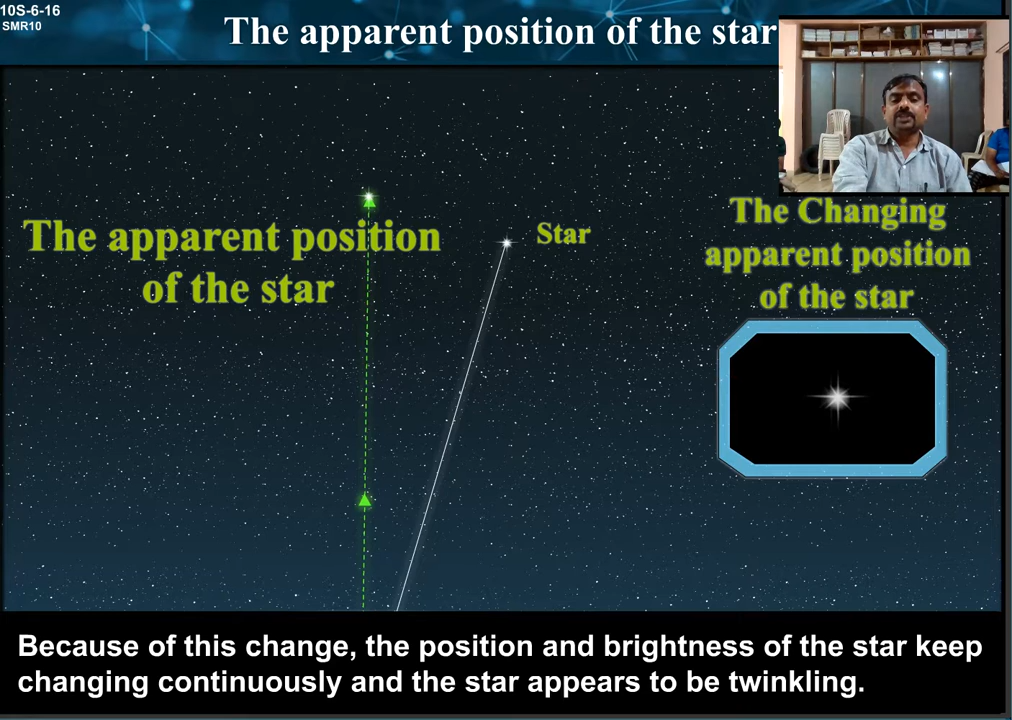 10S-6-16
SMR10
The apparent position of the star
The apparent position
of the star
Star
The Changing
apparent position
of the star
Because of this change, the position and brightness of the star keep
changing continuously and the star appears to be twinkling.